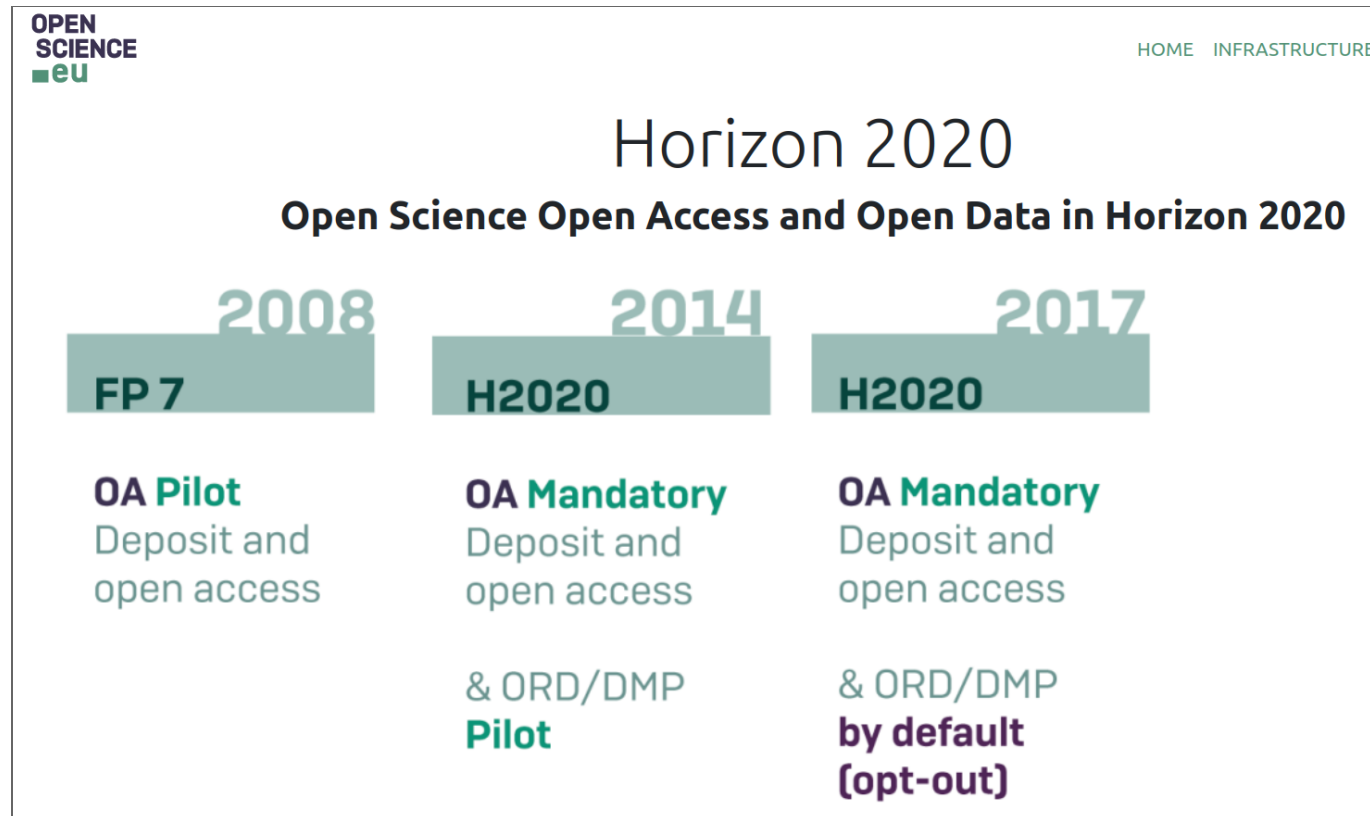 OPEN
SCIENCE
eu
HOME INFRASTRUCTURE
Horizon 2020
Open Science Open Access and Open Data in Horizon 2020
2008
FP 7
OA Pilot
Deposit and
open access
2014
H2020
OA Mandatory
Deposit and
open access
& ORD/DMP
Pilot
2017
H2020
OA Mandatory
Deposit and
open access
& ORD/DMP
by default
(opt-out)